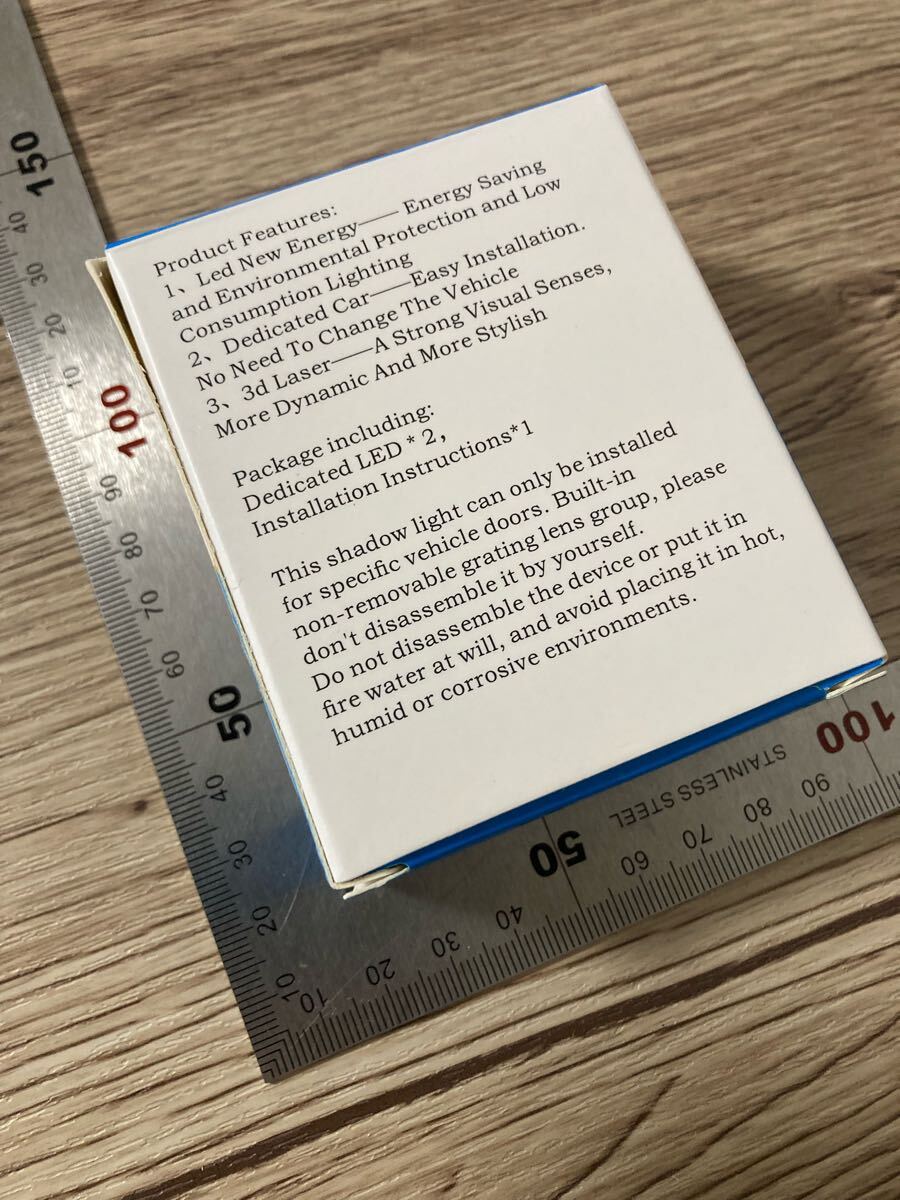 Product Features:
1、Led New Energy—— Energy Saving
and Environmental Protection and Low
Consumption Lighting
2、Dedicated Car——Easy Installation.
No Need To Change The Vehicle
3、3d Laser——A Strong Visual Senses,
More Dynamic And More Stylish
Package including:
Dedicated LED * 2,
Installation Instructions*1
This shadow light can only be installed
for specific vehicle doors. Built-in
non-removable grating lens group, please
don't disassemble it by yourself.
Do not disassemble the device or put it in
fire water at will, and avoid placing it in hot,
humid or corrosive environments.
150
40
30
20
10
100
90
80
70
60
50
40
30
20
10
10
20
30
40
50
60
70
80
90
100
STAINLESS STEEL